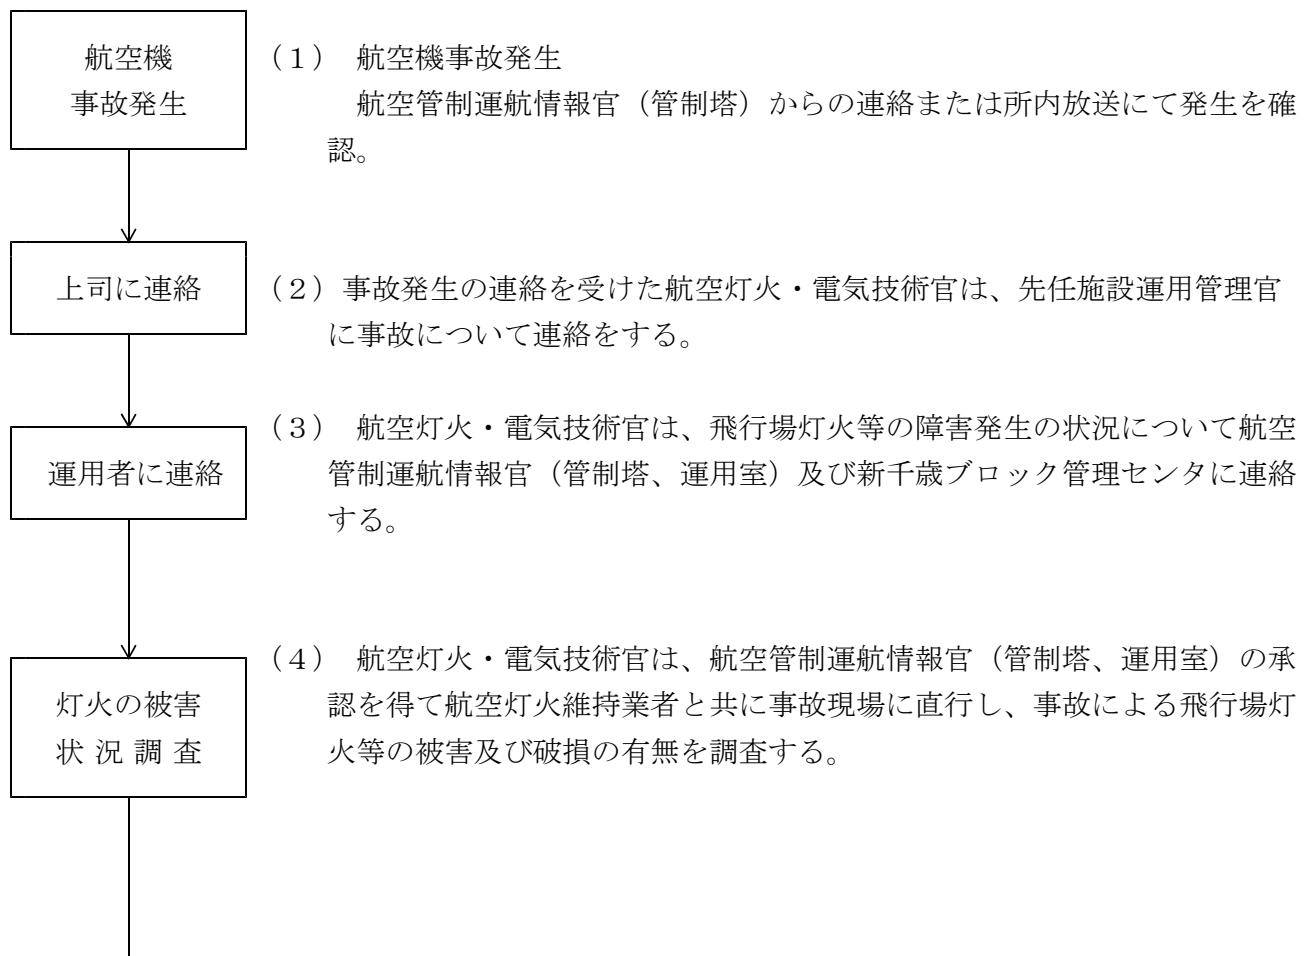 航空機
事故発生
（１） 航空機事故発生
航空管制運航情報官（管制塔）からの連絡または所内放送にて発生を確
認。
上司に連絡
（２）事故発生の連絡を受けた航空灯火・電気技術官は、先任施設運用管理官
に事故について連絡をする。
運用者に連絡
（３） 航空灯火・電気技術官は、飛行場灯火等の障害発生の状況について航空
管制運航情報官（管制塔、運用室）及び新千歳ブロック管理センタに連絡
する。
灯火の被害
状 況 調 査
（４） 航空灯火・電気技術官は、航空管制運航情報官（管制塔、運用室）の承
認を得て航空灯火維持業者と共に事故現場に直行し、事故による飛行場灯
火等の被害及び破損の有無を調査する。